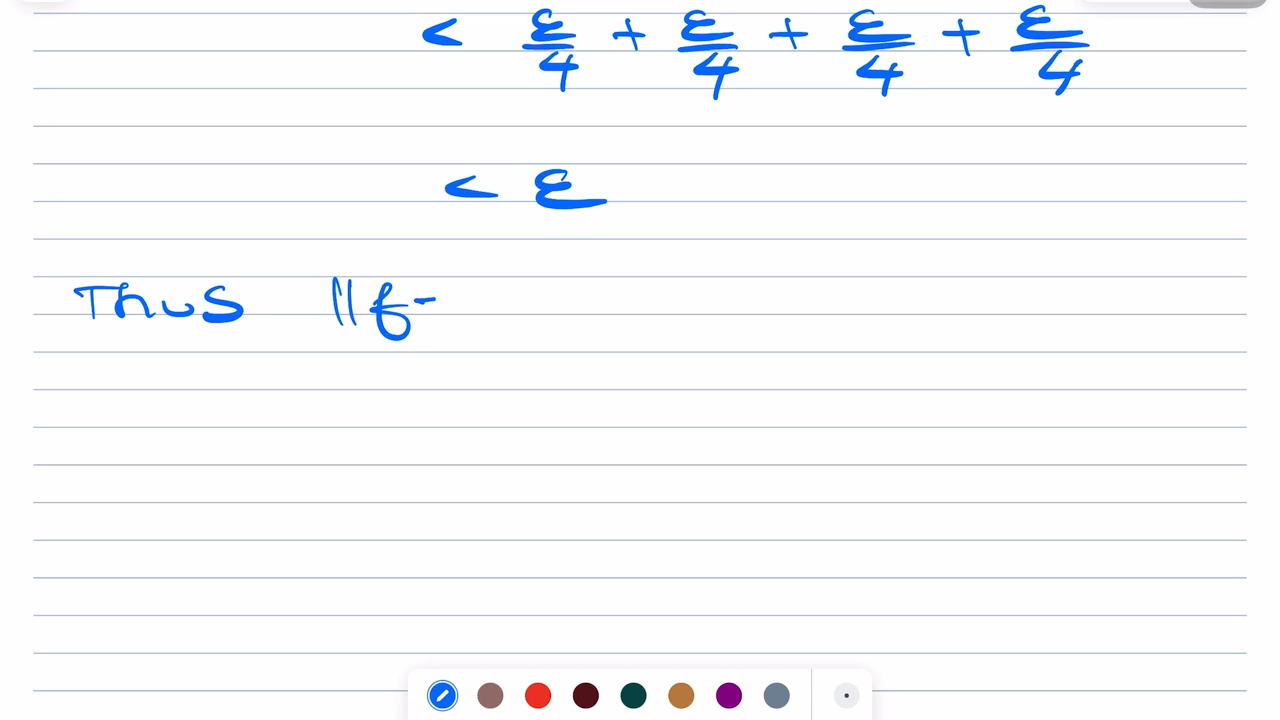 < ε/4 + ε/4 + ε/4 + ε/4
< ε
Thus ||f-